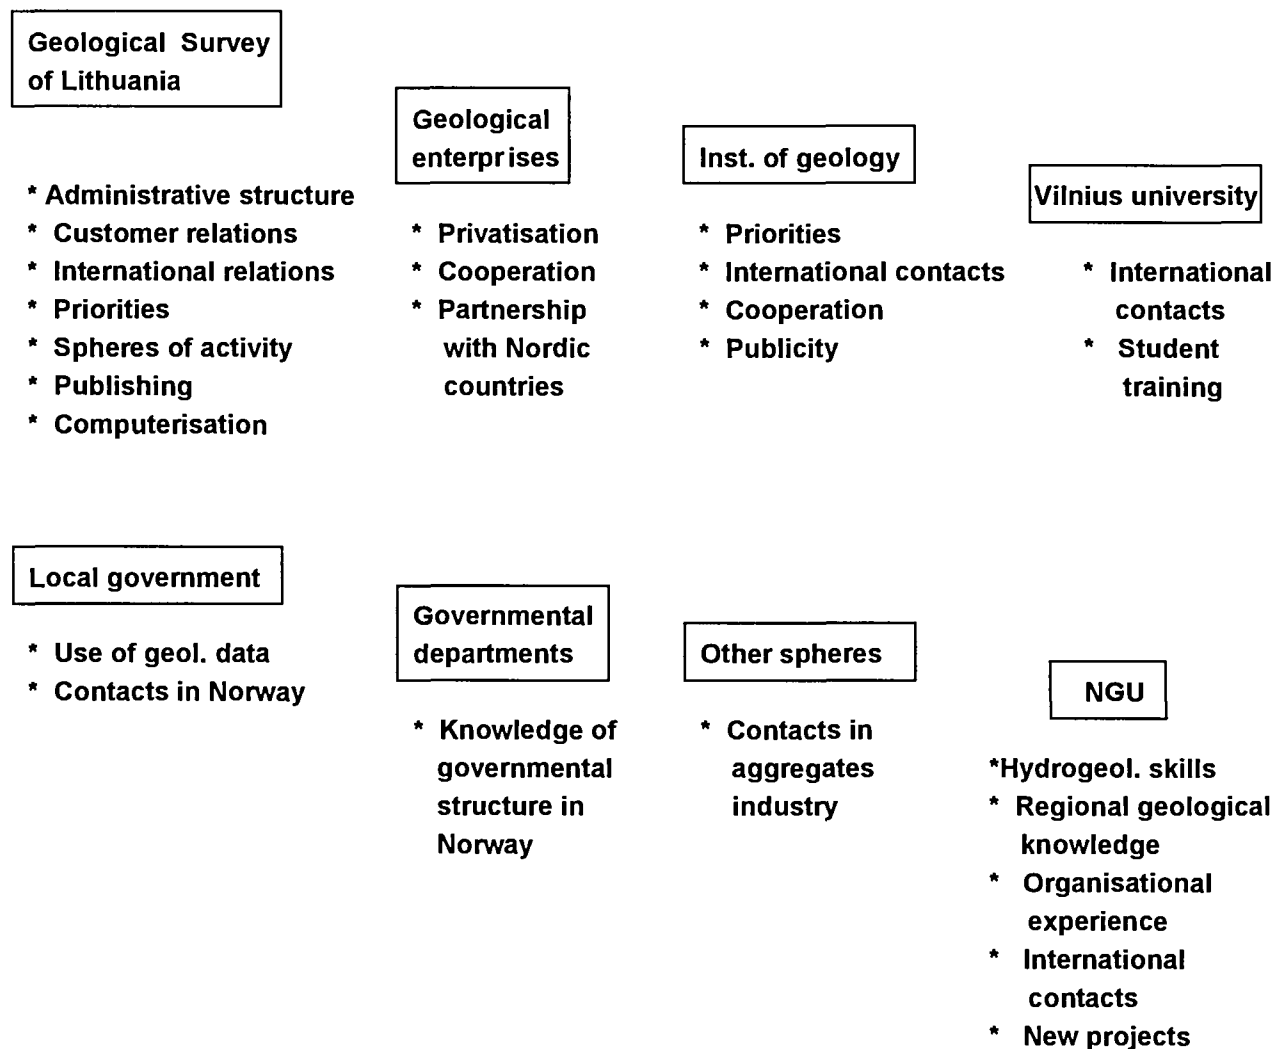 Geological Survey
of Lithuania
* Administrative structure
* Customer relations
* International relations
* Priorities
* Spheres of activity
* Publishing
* Computerisation
Geological
enterprises
* Privatisation
* Cooperation
* Partnership
with Nordic
countries
Inst. of geology
* Priorities
* International contacts
* Cooperation
* Publicity
Vilnius university
* International
contacts
* Student
training
Local government
* Use of geol. data
* Contacts in Norway
Governmental
departments
* Knowledge of
governmental
structure in
Norway
Other spheres
* Contacts in
aggregates
industry
NGU
*Hydrogeol. skills
* Regional geological
knowledge
* Organisational
experience
* International
contacts
* New projects